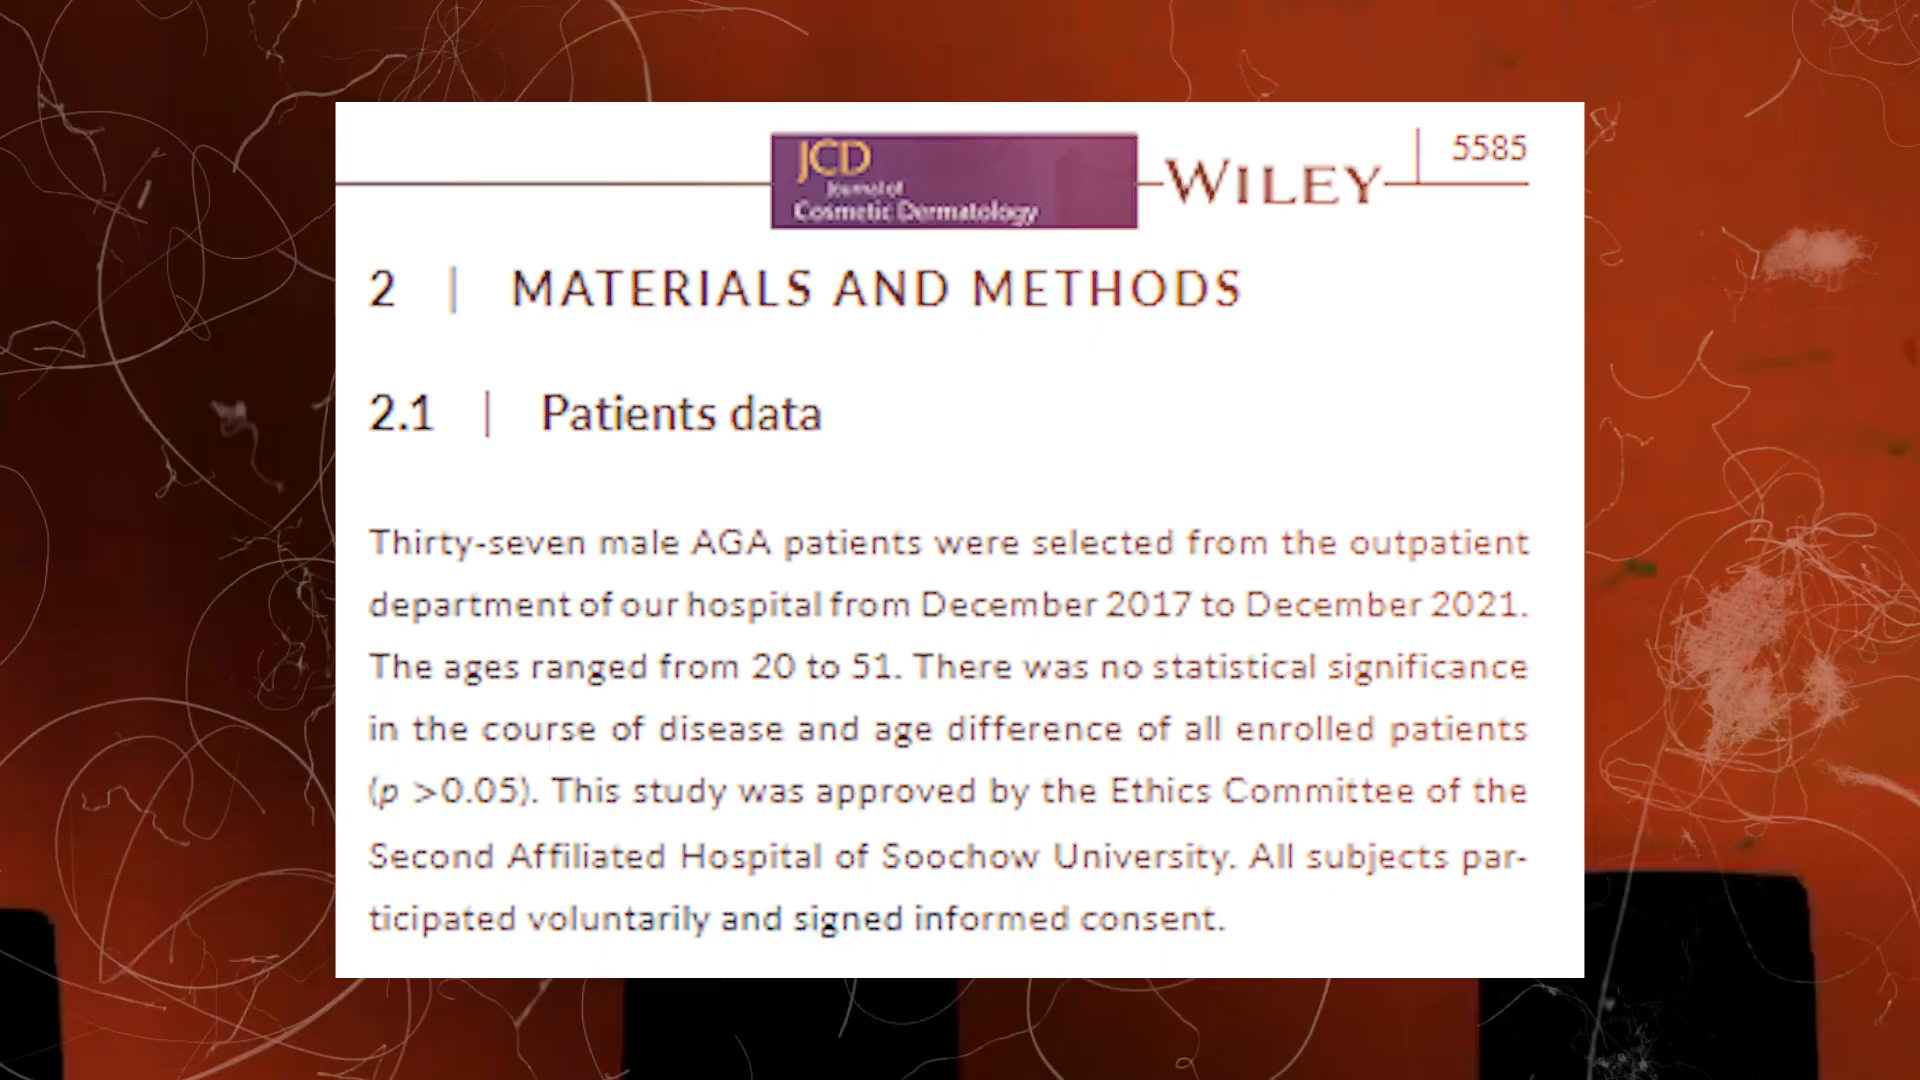 JCD
Journal of
Cosmetic Dermatology
WILEY
5585
2 | MATERIALS AND METHODS
2.1 | Patients data
Thirty-seven male AGA patients were selected from the outpatient
department of our hospital from December 2017 to December 2021.
The ages ranged from 20 to 51. There was no statistical significance
in the course of disease and age difference of all enrolled patients
(p >0.05). This study was approved by the Ethics Committee of the
Second Affiliated Hospital of Soochow University. All subjects par-
ticipated voluntarily and signed informed consent.